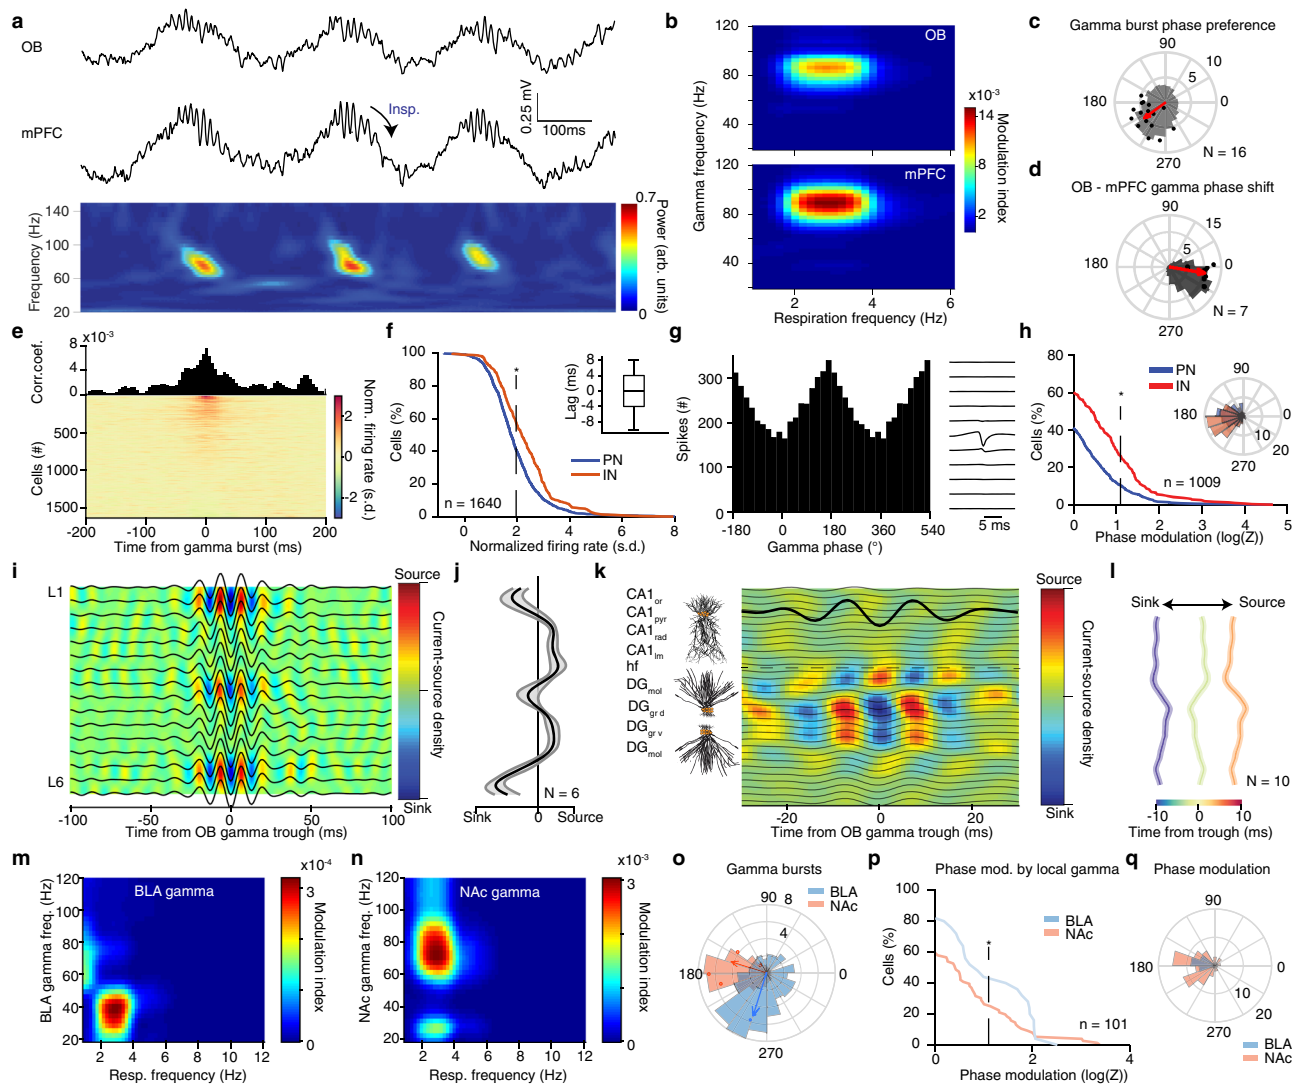 a
OB
mPFC
Insp.
0.25 mV
100ms
Frequency (Hz)
140
100
60
20
0.7
0
Power (arb. units)
b
OB
mPFC
Gamma frequency (Hz)
120
80
40
Gamma frequency (Hz)
120
80
40
2
4
6
Respiration frequency (Hz)
x10-3
14
8
2
Modulation index
c
Gamma burst phase preference
90
10
5
180
0
270
N = 16
d
OB - mPFC gamma phase shift
90
15
5
180
0
270
N = 7
e
x10-3
Corr.coef.
8
4
0
Cells (#)
500
1000
1500
-200
-100
0
100
200
Time from gamma burst (ms)
2
0
-2
Norm. firing rate (s.d.)
f
Cells (%)
100
80
60
40
20
0
*
PN
IN
n = 1640
0
2
4
6
8
Normalized firing rate (s.d.)
Lag (ms)
8
4
0
-4
-8
g
Spikes (#)
300
200
100
0
-180
0
180
360
540
Gamma phase (°)
5 ms
h
Cells (%)
80
60
40
20
0
PN
IN
*
n = 1009
0
1
2
3
4
5
Phase modulation (log(Z))
90
180
0
10
20
270
i
L1
L6
-100
-50
0
50
100
Time from OB gamma trough (ms)
Source
Sink
Current-source density
j
N = 6
Sink
0
Source
k
CA1or
CA1pyr
CA1rad
CA1lm
hf
DGmol
DGgr d
DGgr v
DGmol
-20
0
20
Time from OB gamma trough (ms)
Source
Sink
Current-source density
l
Sink
Source
N = 10
-10
0
10
Time from trough (ms)
m
BLA gamma
BLA gamma freq. (Hz)
120
100
80
60
40
20
2
4
6
8
10
12
Resp. frequency (Hz)
x10-4
3
0
Modulation index
n
NAc gamma
NAc gamma freq. (Hz)
120
100
80
60
40
20
2
4
6
8
10
12
Resp. frequency (Hz)
x10-3
3
0
Modulation index
o
Gamma bursts
BLA
NAc
90
8
4
180
0
270
p
Phase mod. by local gamma
Cells (%)
100
80
60
40
20
0
BLA
NAc
*
n = 101
0
2
4
Phase modulation (log(Z))
q
Phase modulation
90
180
0
10
20
270
BLA
NAc